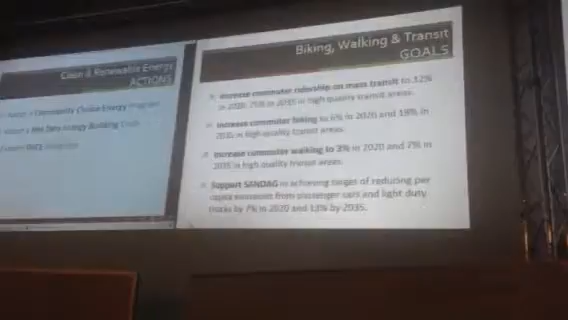 Clean & Renewable Energy
ACTIONS
Community Choice Energy
Biking, Walking & Transit
GOALS
Increase commuter ridership on mass transit to 12%
in 2020, 25% in 2035 in high quality transit areas.
Increase commuter biking to 6% in 2020 and 18% in
2035 in high quality transit areas.
Increase commuter walking to 3% in 2020 and 7% in
2035 in high quality transit areas.
Support SANDAG in achieving targets of reducing per
capita emissions from passenger cars and light duty
trucks by 7% in 2020 and 13% by 2035.